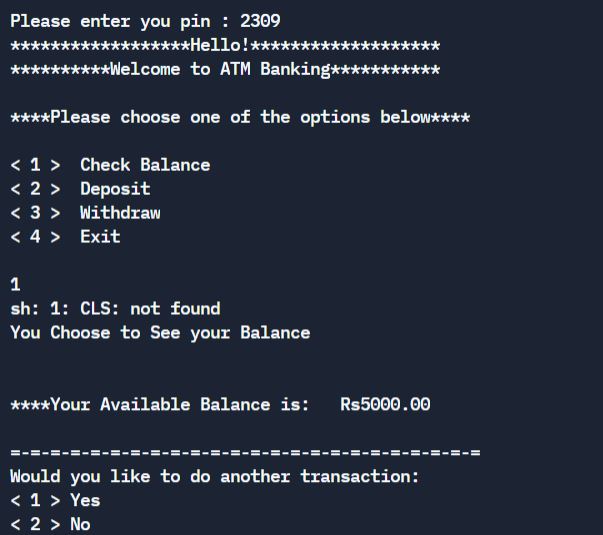 Please enter you pin : 2309
******************Hello!*******************
**********Welcome to ATM Banking***********
****Please choose one of the options below****
< 1 >  Check Balance
< 2 >  Deposit
< 3 >  Withdraw
< 4 >  Exit
1
sh: 1: CLS: not found
You Choose to See your Balance
****Your Available Balance is:   Rs5000.00
=-=-=-=-=-=-=-=-=-=-=-=-=-=-=-=-=-=-=-=-=-=-=-=
Would you like to do another transaction:
< 1 > Yes
< 2 > No